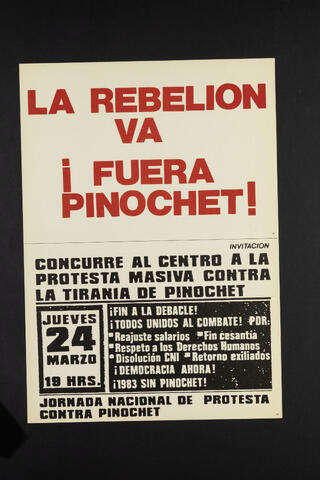 LA REBELION
VA
¡ FUERA
PINOCHET!
INVITACION
CONCURRE AL CENTRO A LA
PROTESTA MASIVA CONTRA
LA TIRANIA DE PINOCHET
JUEVES
24
MARZO
19 HRS.
¡FIN A LA DEBACLE!
¡TODOS UNIDOS AL COMBATE! POR:
Reajuste salarios Fin cesantía
Respeto a los Derechos Humanos
Disolución CNI Retorno exiliados
¡DEMOCRACIA AHORA!
¡1983 SIN PINOCHET!
JORNADA NACIONAL DE PROTESTA
CONTRA PINOCHET